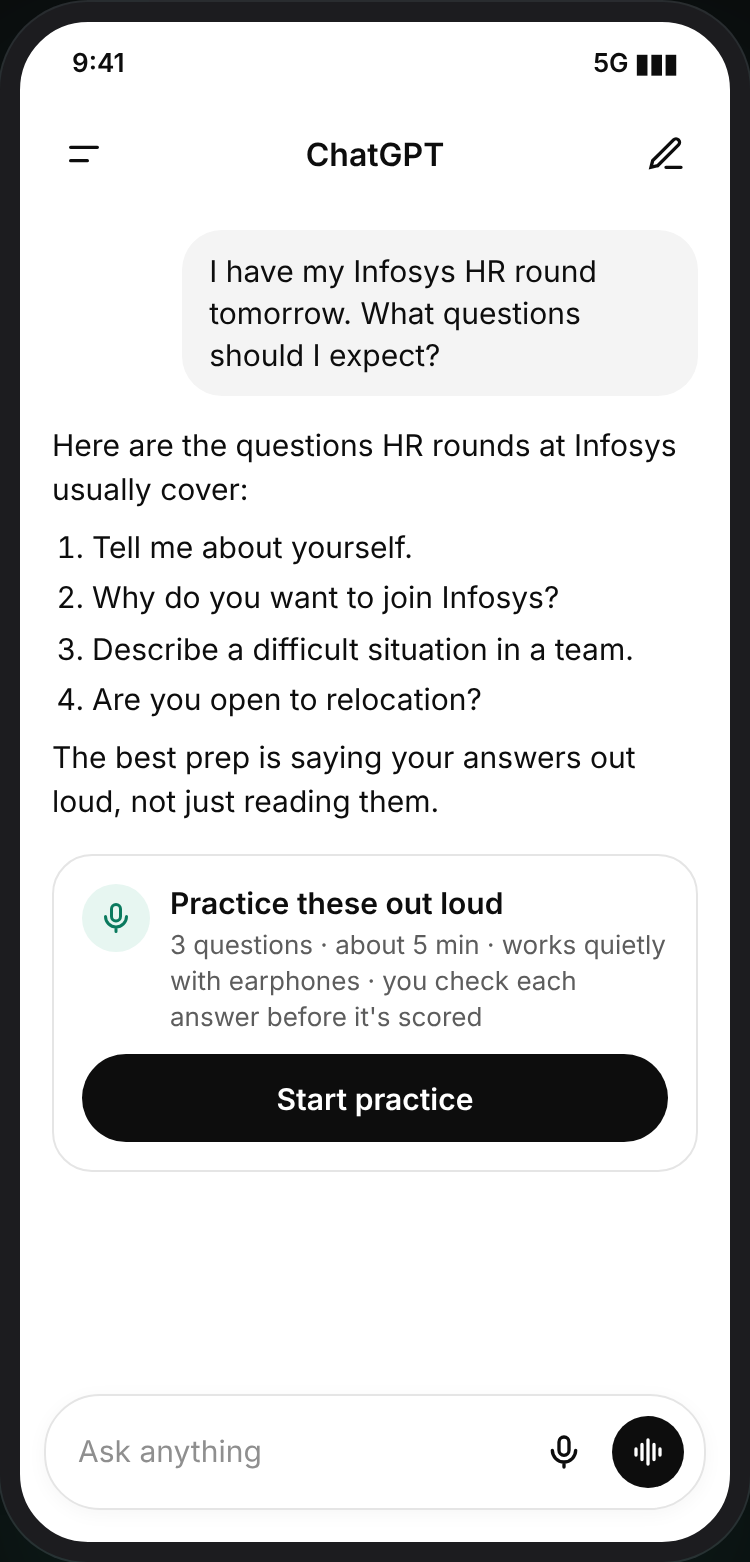 9:41
5G
ChatGPT
I have my Infosys HR round
tomorrow. What questions
should I expect?
Here are the questions HR rounds at Infosys
usually cover:
1. Tell me about yourself.
2. Why do you want to join Infosys?
3. Describe a difficult situation in a team.
4. Are you open to relocation?
The best prep is saying your answers out
loud, not just reading them.
Practice these out loud
3 questions · about 5 min · works quietly
with earphones · you check each
answer before it's scored
Start practice
Ask anything